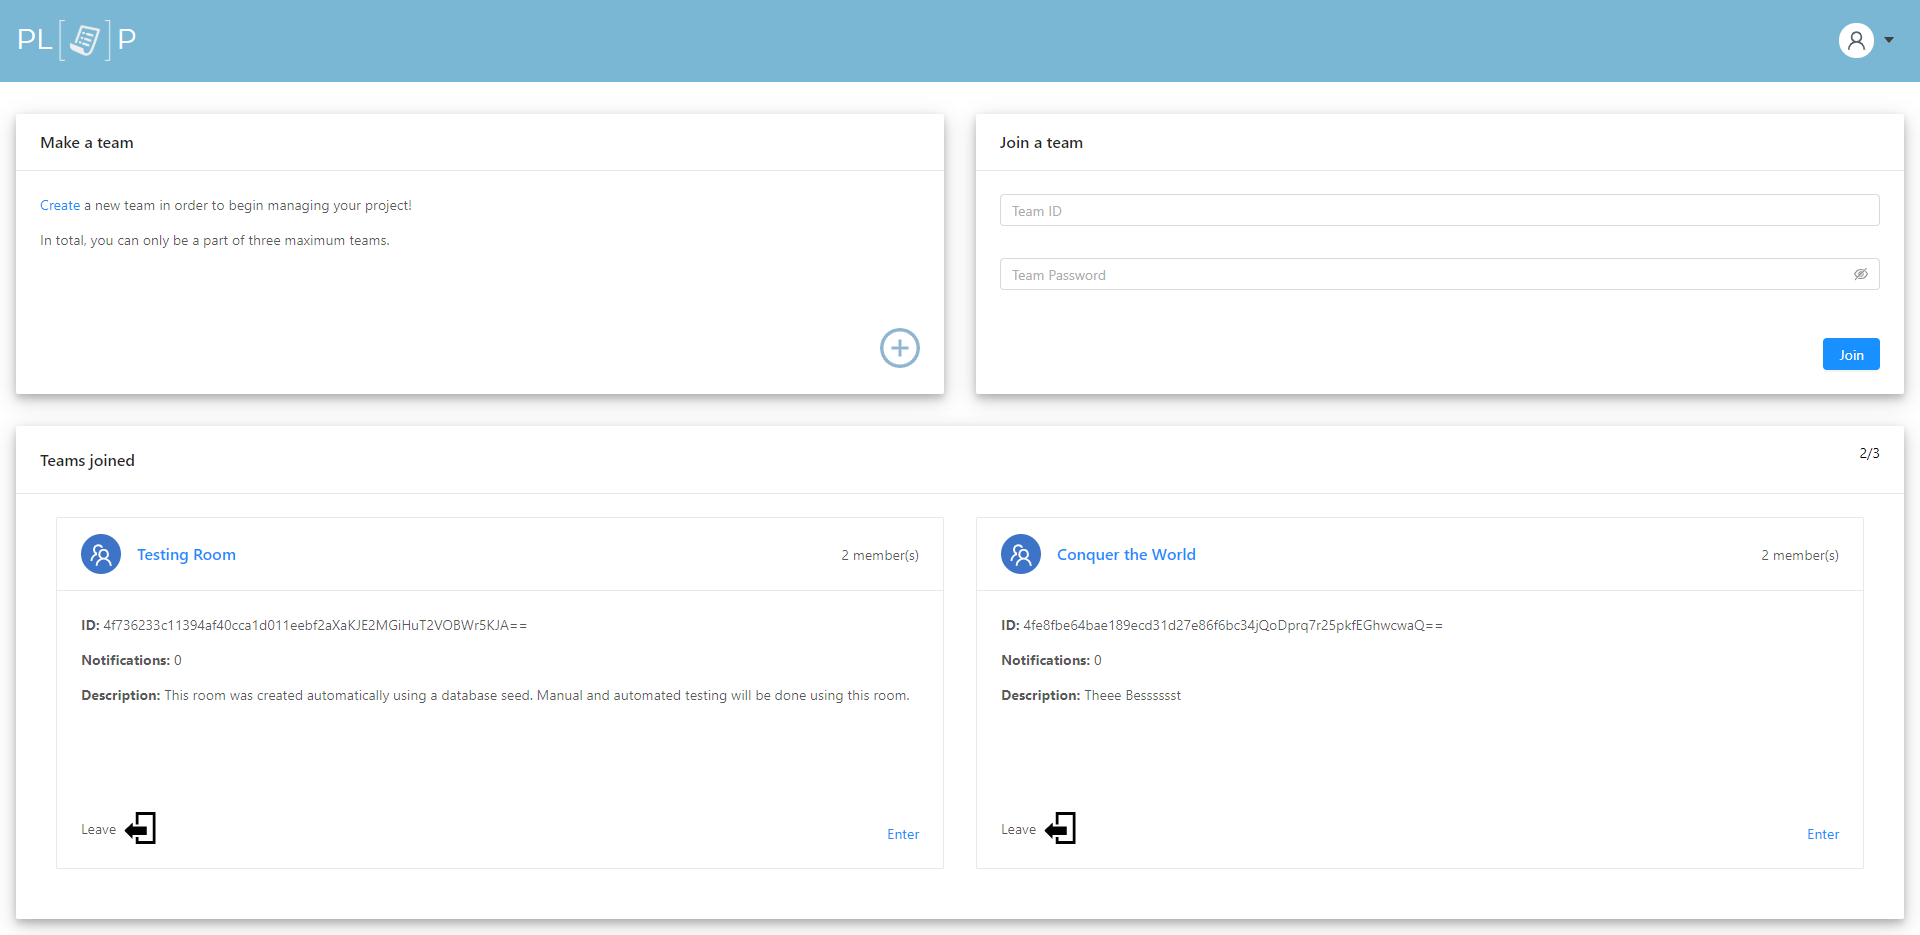 PL[ ]P
Make a team
Create a new team in order to begin managing your project!
In total, you can only be a part of three maximum teams.
Join a team
Team ID
Team Password
Join
Teams joined
2/3
Testing Room
2 member(s)
ID: 4f736233c11394af40cca1d011eebf2aXaKJE2MGiHuT2VOBWr5KJA==
Notifications: 0
Description: This room was created automatically using a database seed. Manual and automated testing will be done using this room.
Leave
Enter
Conquer the World
2 member(s)
ID: 4fe8fbe64bae189ecd31d27e86f6bc34jQoDprq7r25pkfEGhwcwaQ==
Notifications: 0
Description: Theee Besssssst
Leave
Enter